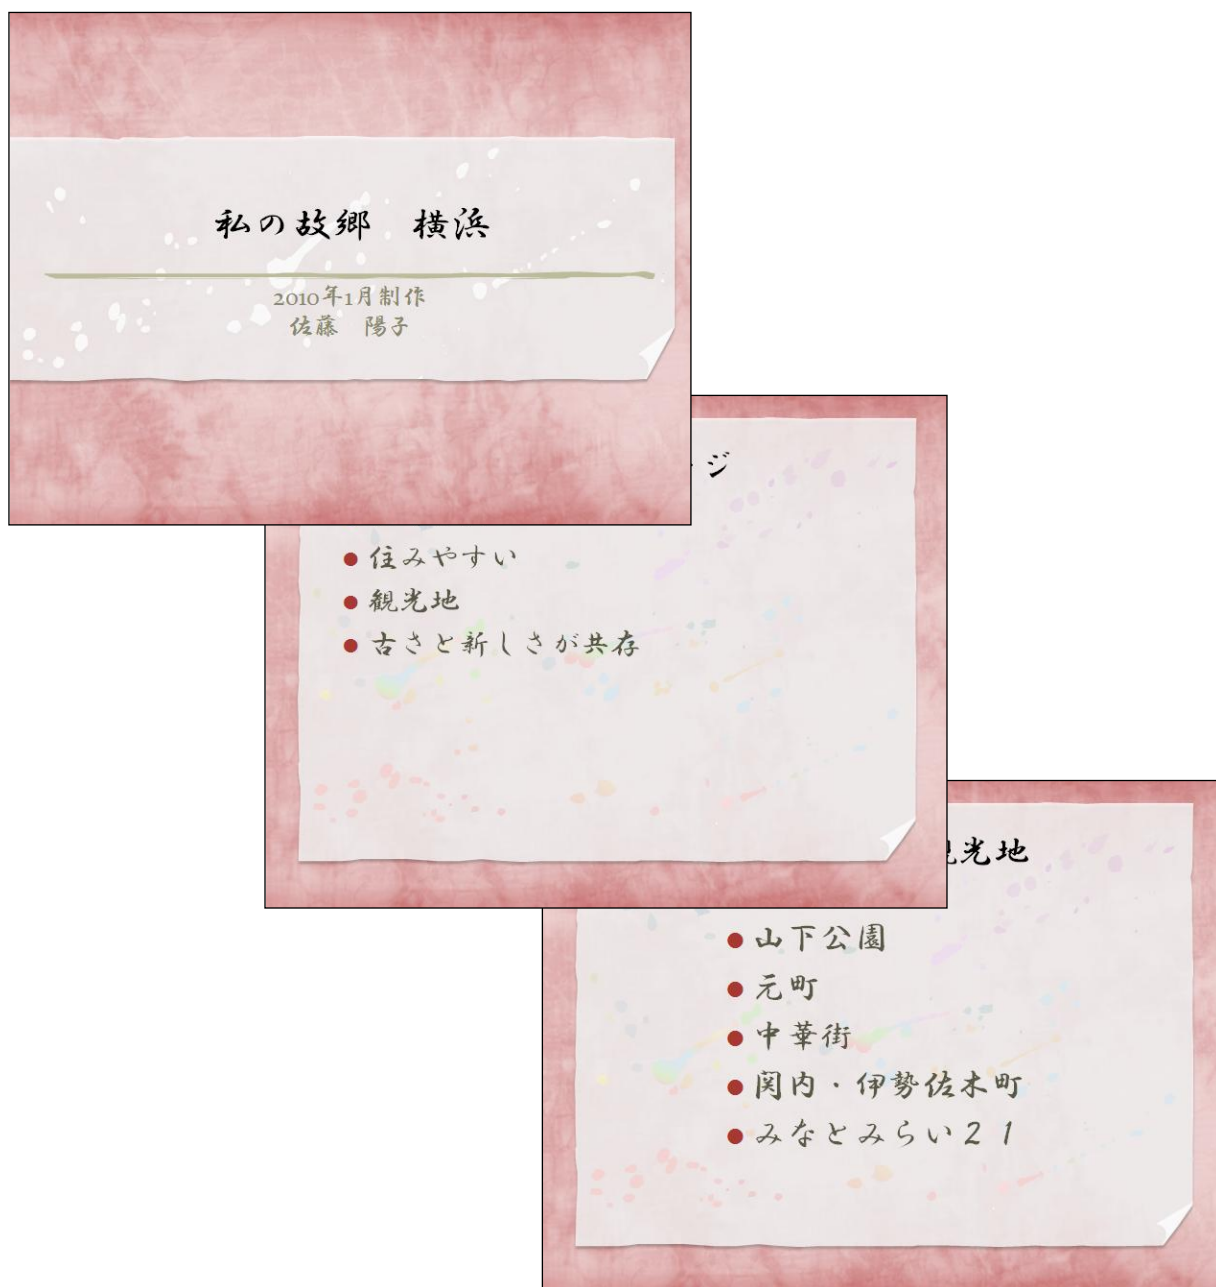 私の故郷　横浜
2010年1月制作
佐藤　陽子
ジ
住みやすい
観光地
古さと新しさが共存
光地
山下公園
元町
中華街
関内・伊勢佐木町
みなとみらい２１